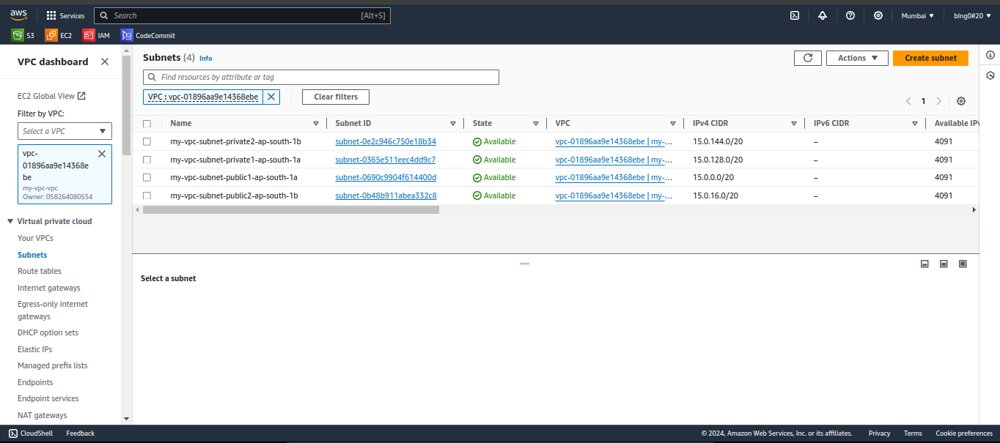 aws Services Search [Alt+S] Mumbai ▼ blng0#20 ▼
S3 EC2 IAM CodeCommit
VPC dashboard
EC2 Global View
Filter by VPC:
Select a VPC
vpc-
01896aa9e14368e
be
my-vpc-vpc
Owner: 058264080554
Virtual private cloud
Your VPCs
Subnets
Route tables
Internet gateways
Egress-only internet
gateways
DHCP option sets
Elastic IPs
Managed prefix lists
Endpoints
Endpoint services
NAT gateways
Subnets (4) Info Actions ▼ Create subnet
Find resources by attribute or tag
VPC : vpc-01896aa9e14368ebe Clear filters 1
Name Subnet ID State VPC IPv4 CIDR IPv6 CIDR Available IPv
my-vpc-subnet-private2-ap-south-1b subnet-0e2c946c750e18b34 Available vpc-01896aa9e14368ebe | my-... 15.0.144.0/20 – 4091
my-vpc-subnet-private1-ap-south-1a subnet-0365e511eec4dd9c7 Available vpc-01896aa9e14368ebe | my-... 15.0.128.0/20 – 4091
my-vpc-subnet-public1-ap-south-1a subnet-0690c9904f614400d Available vpc-01896aa9e14368ebe | my-... 15.0.0.0/20 – 4091
my-vpc-subnet-public2-ap-south-1b subnet-0b48b911abea332c8 Available vpc-01896aa9e14368ebe | my-... 15.0.16.0/20 – 4091
Select a subnet
CloudShell Feedback © 2024, Amazon Web Services, Inc. or its affiliates. Privacy Terms Cookie preferences